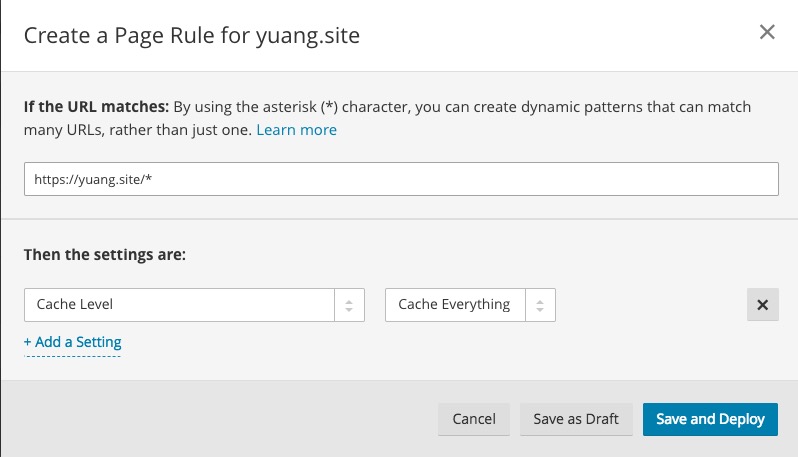 Create a Page Rule for yuang.site
If the URL matches: By using the asterisk (*) character, you can create dynamic patterns that can match
many URLs, rather than just one. Learn more
https://yuang.site/*
Then the settings are:
Cache Level
Cache Everything
+ Add a Setting
Cancel
Save as Draft
Save and Deploy